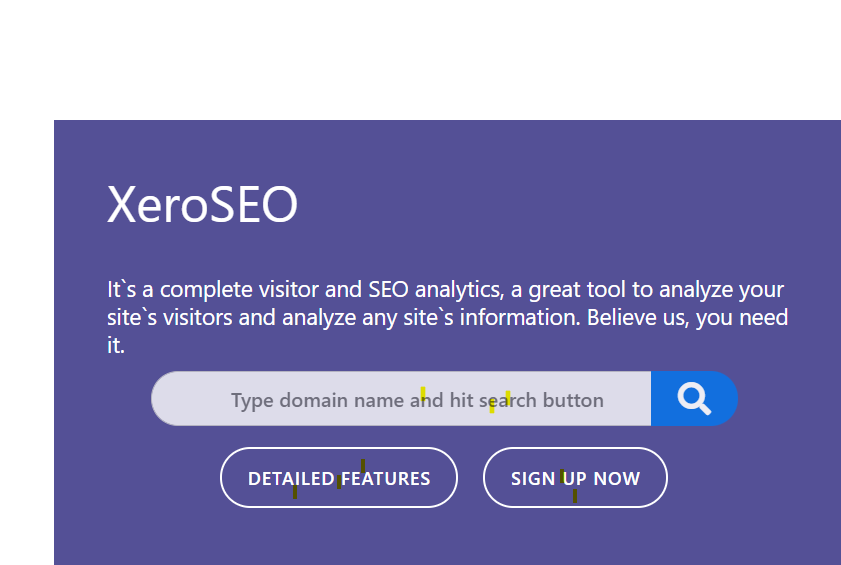 XeroSEO
It`s a complete visitor and SEO analytics, a great tool to analyze your
site`s visitors and analyze any site`s information. Believe us, you need
it.
Type domain name and hit search button
DETAILED FEATURES
SIGN UP NOW